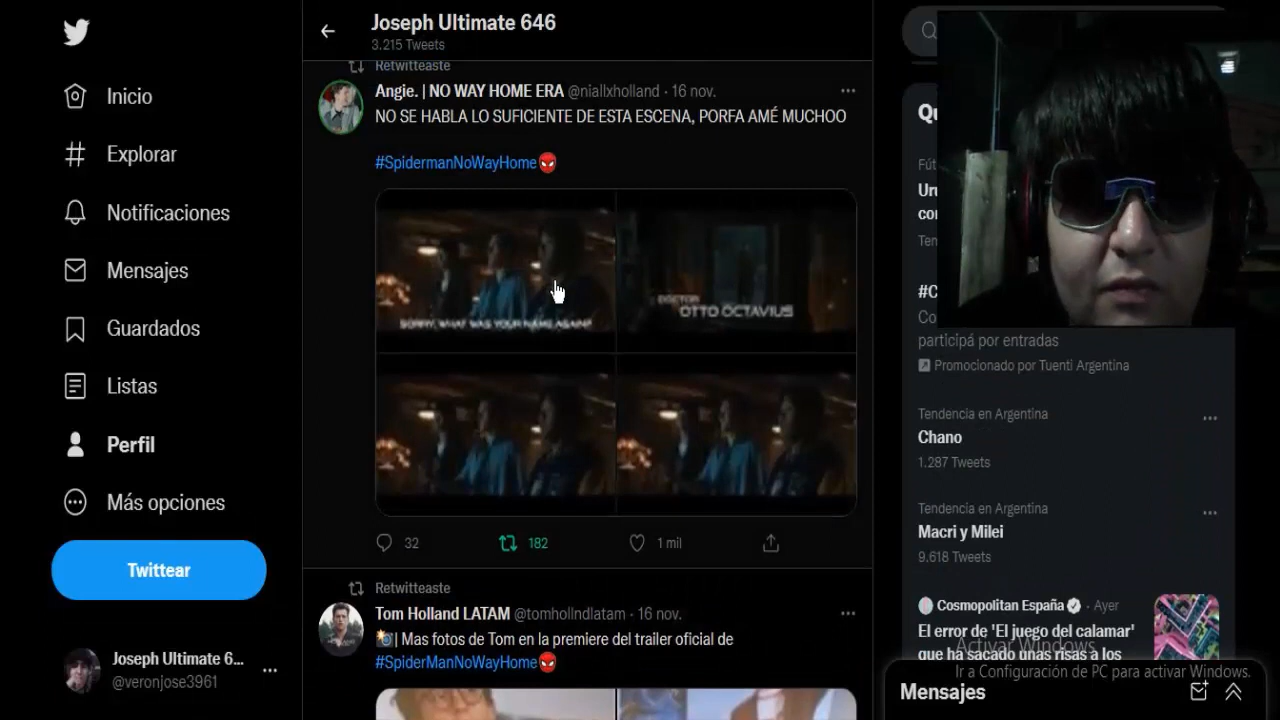 Joseph Ultimate 646
3.215 Tweets
Inicio
Explorar
Notificaciones
Mensajes
Guardados
Listas
Perfil
Más opciones
Twittear
Joseph Ultimate 6...
@veronjose3961
Retwitteaste
Angie. | NO WAY HOME ERA @niallxholland · 16 nov.
NO SE HABLA LO SUFICIENTE DE ESTA ESCENA, PORFA AMÉ MUCHOO
#SpidermanNoWayHome
SORRY, WHAT WAS YOUR NAME AGAIN?
DOCTOR
OTTO OCTAVIUS
32
182
1 mil
Retwitteaste
Tom Holland LATAM @tomhollndlatam · 16 nov.
| Mas fotos de Tom en la premiere del trailer oficial de
#SpiderManNoWayHome
participá por entradas
Promocionado por Tuenti Argentina
Tendencia en Argentina
Chano
1.287 Tweets
Tendencia en Argentina
Macri y Milei
9.618 Tweets
Cosmopolitan España · Ayer
El error de 'El juego del calamar'
que ha sacado unas risas a los
Activar Windows
Ir a Configuración de PC para activar Windows.
Mensajes